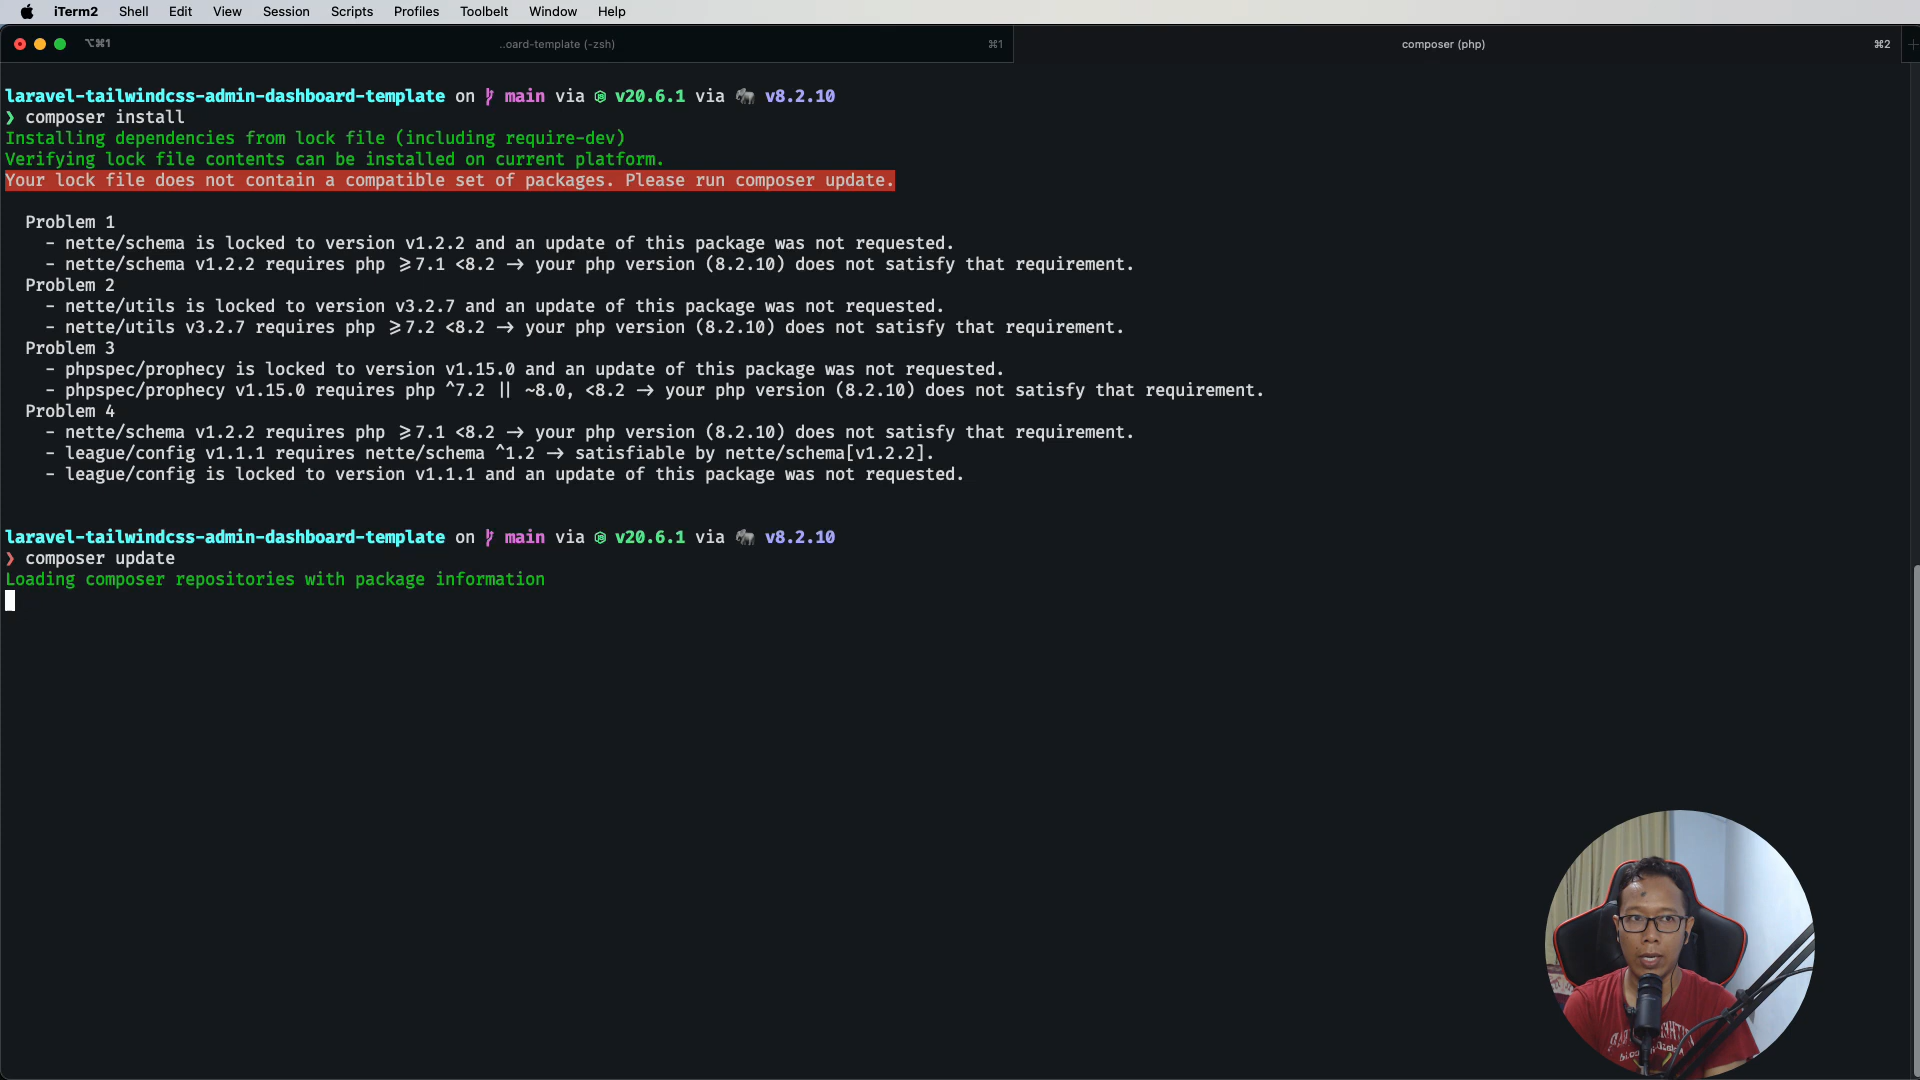 iTerm2 Shell Edit View Session Scripts Profiles Toolbelt Window Help
⌥⌘1 ..oard-template (-zsh) ⌘1 composer (php) ⌘2
laravel-tailwindcss-admin-dashboard-template on main via v20.6.1 via 🐘 v8.2.10
❯ composer install
Installing dependencies from lock file (including require-dev)
Verifying lock file contents can be installed on current platform.
Your lock file does not contain a compatible set of packages. Please run composer update.
Problem 1
- nette/schema is locked to version v1.2.2 and an update of this package was not requested.
- nette/schema v1.2.2 requires php >=7.1 <8.2 -> your php version (8.2.10) does not satisfy that requirement.
Problem 2
- nette/utils is locked to version v3.2.7 and an update of this package was not requested.
- nette/utils v3.2.7 requires php >=7.2 <8.2 -> your php version (8.2.10) does not satisfy that requirement.
Problem 3
- phpspec/prophecy is locked to version v1.15.0 and an update of this package was not requested.
- phpspec/prophecy v1.15.0 requires php ^7.2 || ~8.0, <8.2 -> your php version (8.2.10) does not satisfy that requirement.
Problem 4
- nette/schema v1.2.2 requires php >=7.1 <8.2 -> your php version (8.2.10) does not satisfy that requirement.
- league/config v1.1.1 requires nette/schema ^1.2 -> satisfiable by nette/schema[v1.2.2].
- league/config is locked to version v1.1.1 and an update of this package was not requested.
laravel-tailwindcss-admin-dashboard-template on main via v20.6.1 via 🐘 v8.2.10
❯ composer update
Loading composer repositories with package information